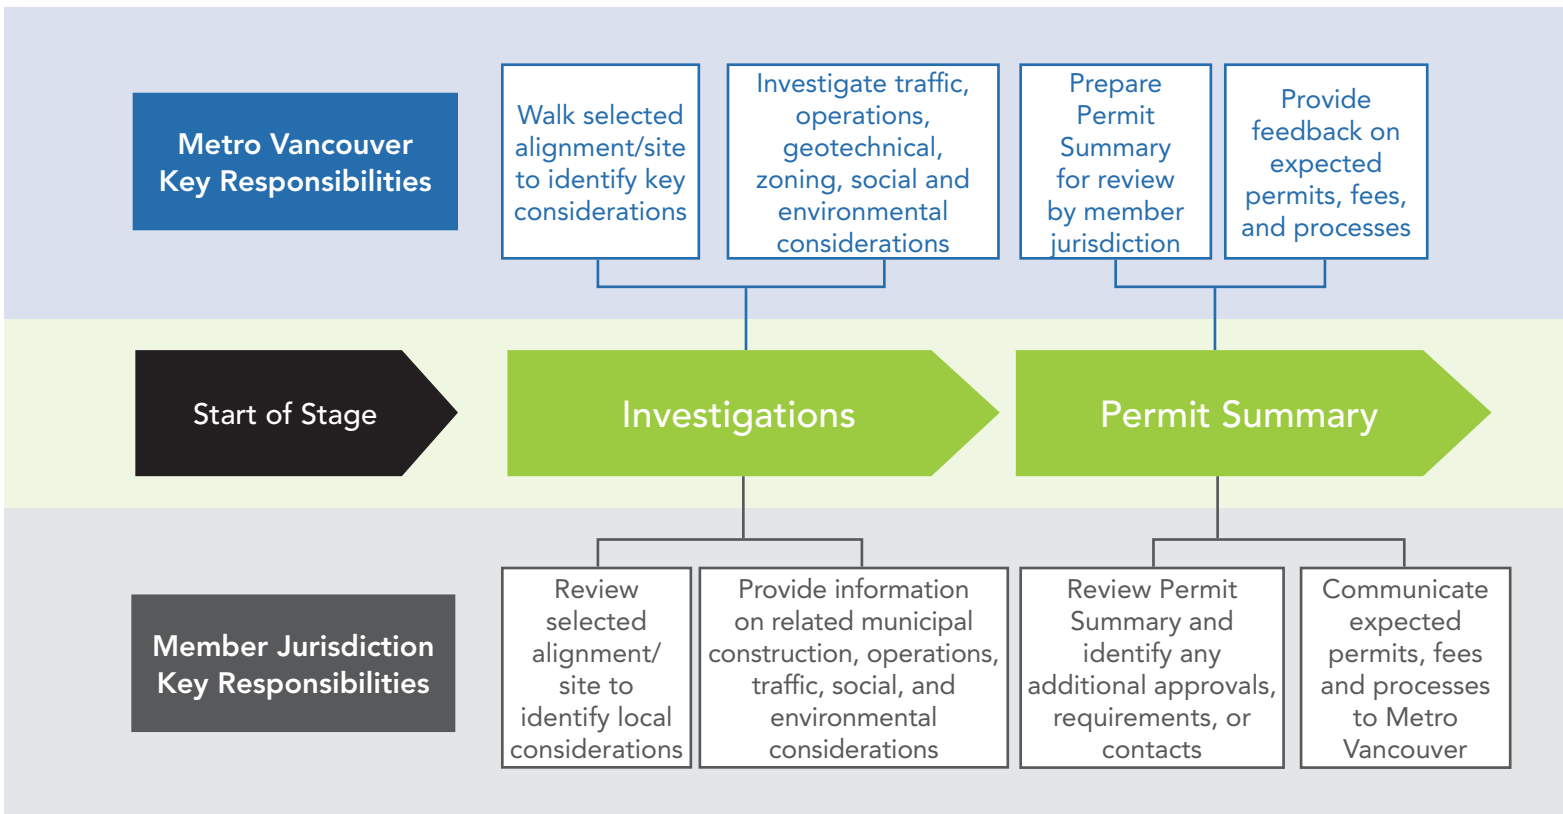 Metro Vancouver
Key Responsibilities
Walk selected
alignment/site
to identify key
considerations
Investigate traffic,
operations,
geotechnical,
zoning, social and
environmental
considerations
Prepare
Permit
Summary
for review
by member
jurisdiction
Provide
feedback on
expected
permits, fees,
and processes
Start of Stage
Investigations
Permit Summary
Member Jurisdiction
Key Responsibilities
Review
selected
alignment/
site to
identify local
considerations
Provide information
on related municipal
construction, operations,
traffic, social, and
environmental
considerations
Review Permit
Summary and
identify any
additional approvals,
requirements, or
contacts
Communicate
expected
permits, fees
and processes
to Metro
Vancouver